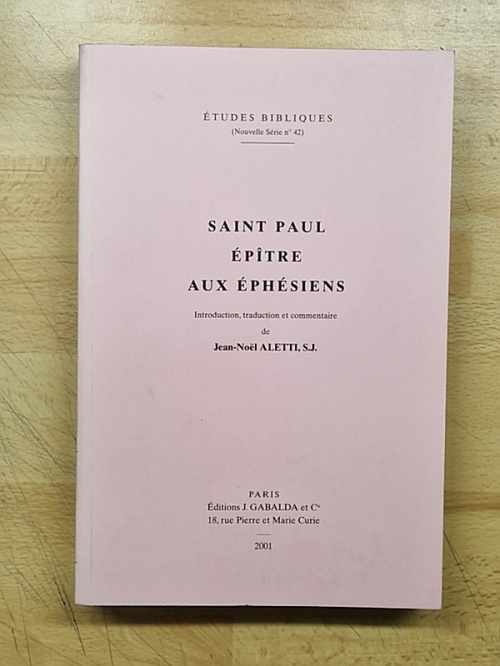 ÉTUDES BIBLIQUES
(Nouvelle Série n° 42)
SAINT PAUL
ÉPÎTRE
AUX ÉPHÉSIENS
Introduction, traduction et commentaire
de
Jean-Noël ALETTI, S.J.
PARIS
Éditions J. GABALDA et Cie
18, rue Pierre et Marie Curie
2001